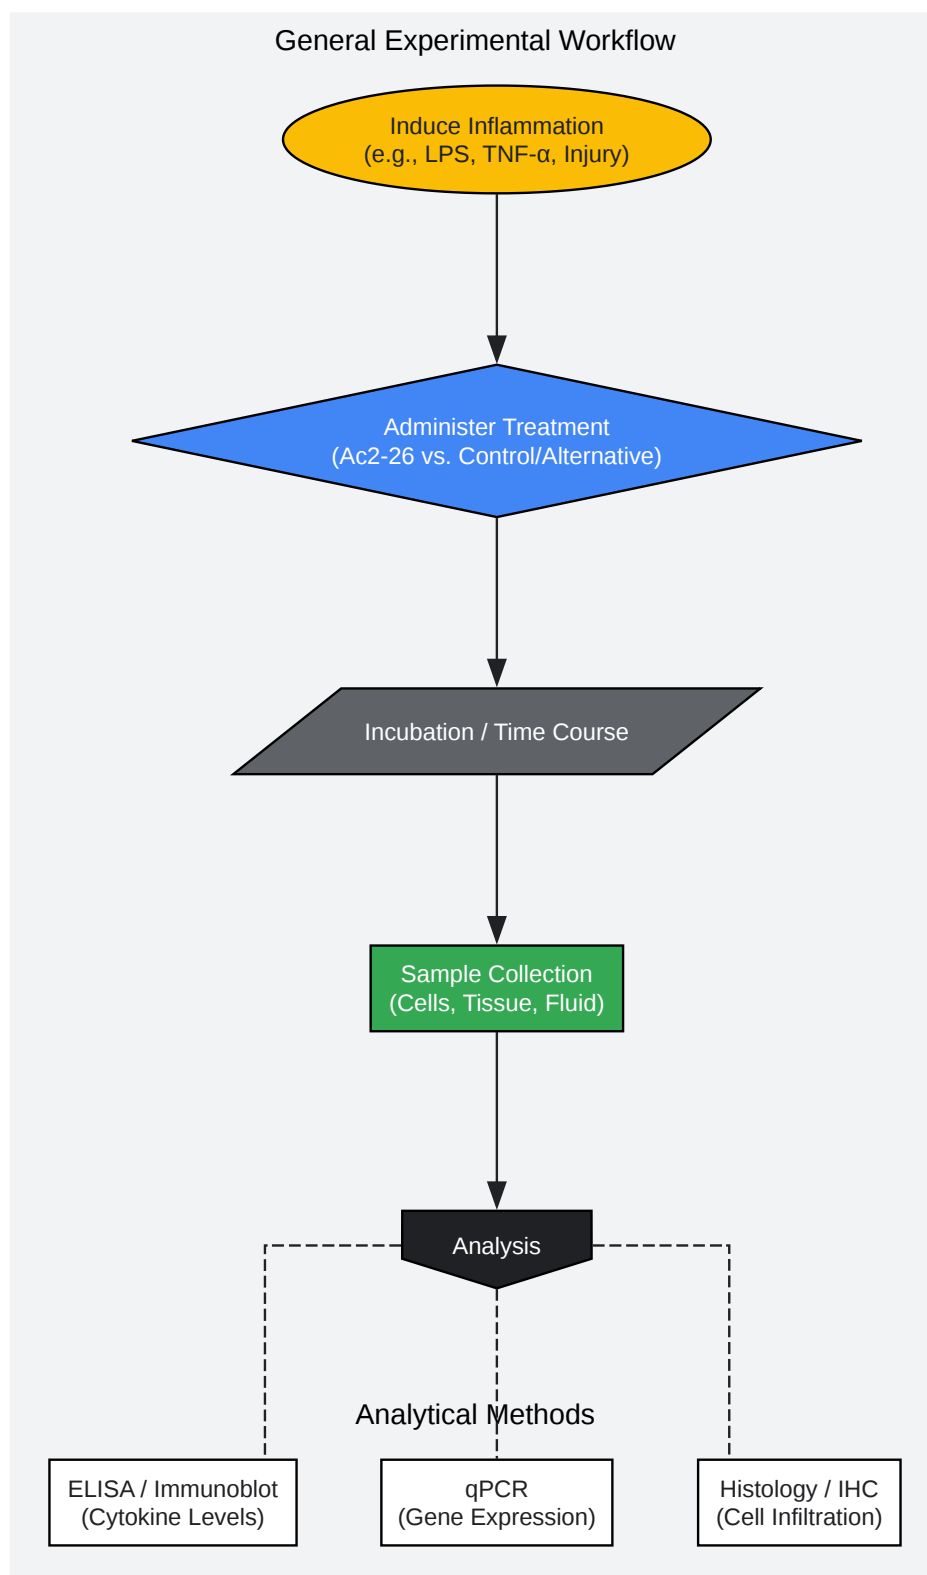 General Experimental Workflow
Induce Inflammation
(e.g., LPS, TNF-α, Injury)
Administer Treatment
(Ac2-26 vs. Control/Alternative)
Incubation / Time Course
Sample Collection
(Cells, Tissue, Fluid)
Analysis
Analytical Methods
ELISA / Immunoblot
(Cytokine Levels)
qPCR
(Gene Expression)
Histology / IHC
(Cell Infiltration)